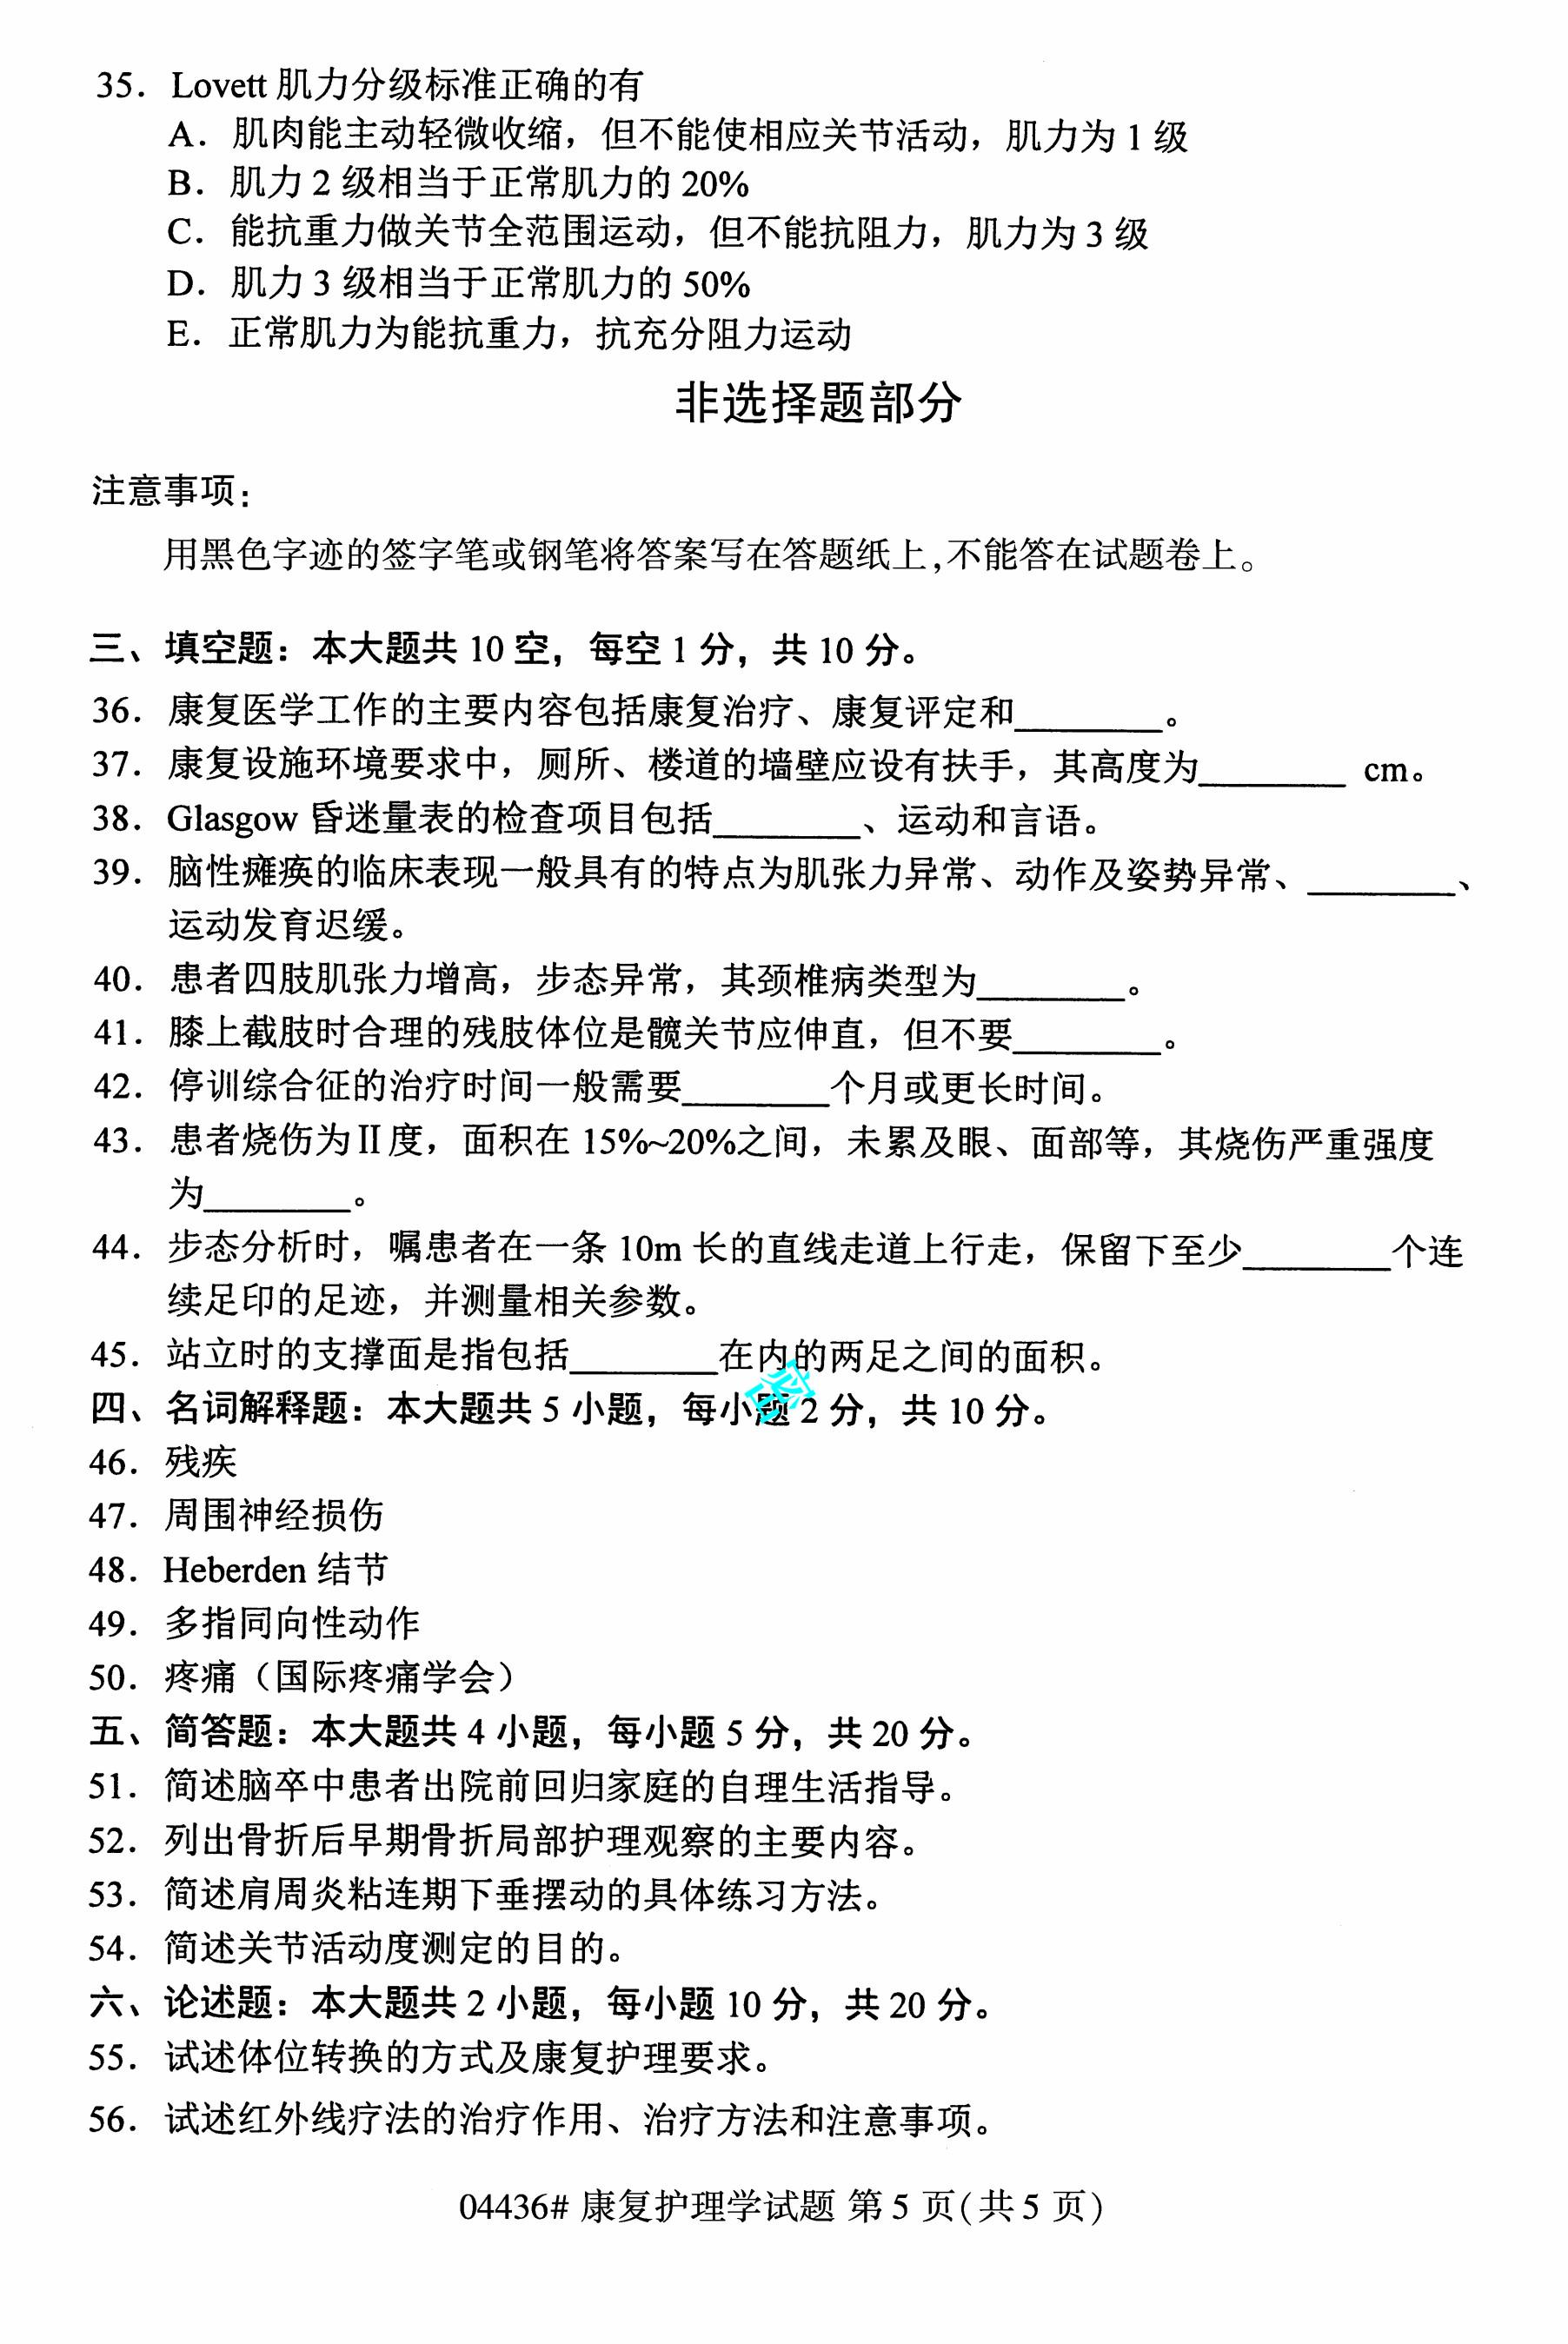 35. Lovett 肌力分级标准正确的有
A. 肌肉能主动轻微收缩，但不能使相应关节活动，肌力为 1 级
B. 肌力 2 级相当于正常肌力的 20%
C. 能抗重力做关节全范围运动，但不能抗阻力，肌力为 3 级
D. 肌力 3 级相当于正常肌力的 50%
E. 正常肌力为能抗重力，抗充分阻力运动
非选择题部分
注意事项：
用黑色字迹的签字笔或钢笔将答案写在答题纸上，不能答在试题卷上。
三、填空题：本大题共 10 空，每空 1 分，共 10 分。
36. 康复医学工作的主要内容包括康复治疗、康复评定和________。
37. 康复设施环境要求中，厕所、楼道的墙壁应设有扶手，其高度为________ cm。
38. Glasgow 昏迷量表的检查项目包括________、运动和言语。
39. 脑性瘫痪的临床表现一般具有的特点为肌张力异常、动作及姿势异常、________、
运动发育迟缓。
40. 患者四肢肌张力增高，步态异常，其颈椎病类型为________。
41. 膝上截肢时合理的残肢体位是髋关节应伸直，但不要________。
42. 停训综合征的治疗时间一般需要________个月或更长时间。
43. 患者烧伤为Ⅱ度，面积在 15%~20%之间，未累及眼、面部等，其烧伤严重强度
为________。
44. 步态分析时，嘱患者在一条 10m 长的直线走道上行走，保留下至少________个连
续足印的足迹，并测量相关参数。
45. 站立时的支撑面是指包括________在内的两足之间的面积。
密
四、名词解释题：本大题共 5 小题，每小题 2 分，共 10 分。
46. 残疾
47. 周围神经损伤
48. Heberden 结节
49. 多指同向性动作
50. 疼痛（国际疼痛学会）
五、简答题：本大题共 4 小题，每小题 5 分，共 20 分。
51. 简述脑卒中患者出院前回归家庭的自理生活指导。
52. 列出骨折后早期骨折局部护理观察的主要内容。
53. 简述肩周炎粘连期下垂摆动的具体练习方法。
54. 简述关节活动度测定的目的。
六、论述题：本大题共 2 小题，每小题 10 分，共 20 分。
55. 试述体位转换的方式及康复护理要求。
56. 试述红外线疗法的治疗作用、治疗方法和注意事项。
04436# 康复护理学试题 第 5 页(共 5 页)